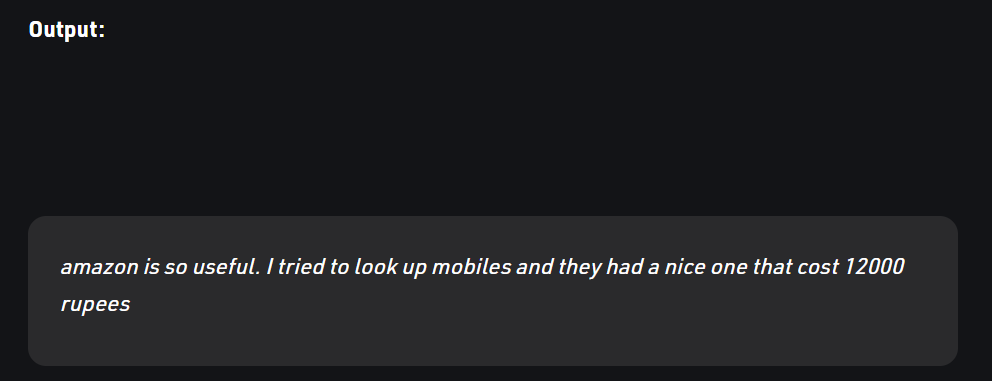 Output:
amazon is so useful. I tried to look up mobiles and they had a nice one that cost 12000
rupees